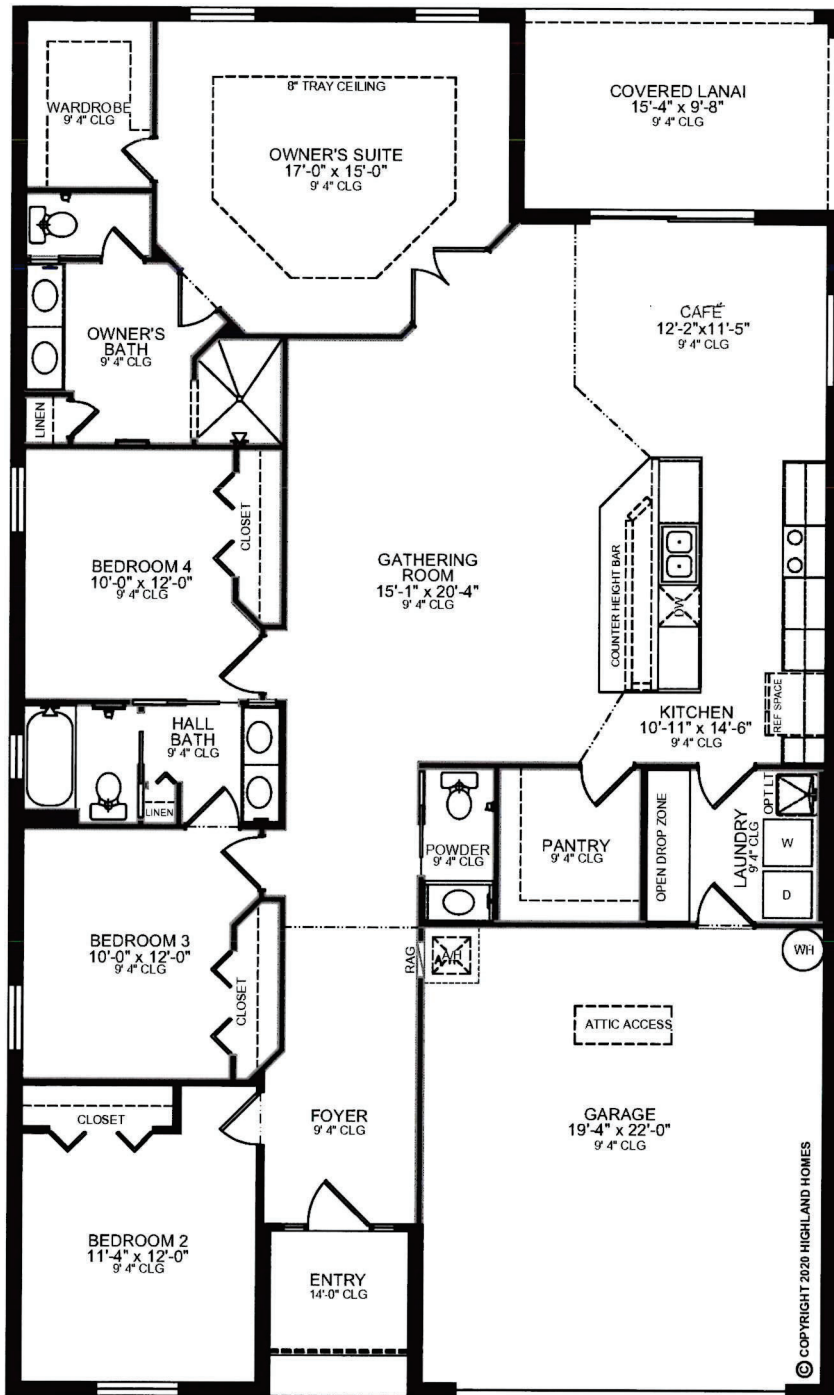 WARDROBE
9' 4" CLG
8" TRAY CEILING
OWNER'S SUITE
17'-0" x 15'-0"
9' 4" CLG
COVERED LANAI
15'-4" x 9'-8"
9' 4" CLG
OWNER'S
BATH
9' 4" CLG
LINEN
CAFE
12'-2"x11'-5"
9' 4" CLG
BEDROOM 4
10'-0" x 12'-0"
9' 4" CLG
CLOSET
GATHERING
ROOM
15'-1" x 20'-4"
9' 4" CLG
COUNTER HEIGHT BAR
DW
KITCHEN
10'-11" x 14'-6"
9' 4" CLG
REF SPACE
HALL
BATH
9' 4" CLG
LINEN
POWDER
9' 4" CLG
PANTRY
9' 4" CLG
OPEN DROP ZONE
LAUNDRY
9' 4" CLG
OPT LT
W
D
BEDROOM 3
10'-0" x 12'-0"
9' 4" CLG
CLOSET
RAG
A/H
WH
ATTIC ACCESS
CLOSET
FOYER
9' 4" CLG
GARAGE
19'-4" x 22'-0"
9' 4" CLG
BEDROOM 2
11'-4" x 12'-0"
9' 4" CLG
ENTRY
14'-0" CLG
© COPYRIGHT 2020 HIGHLAND HOMES